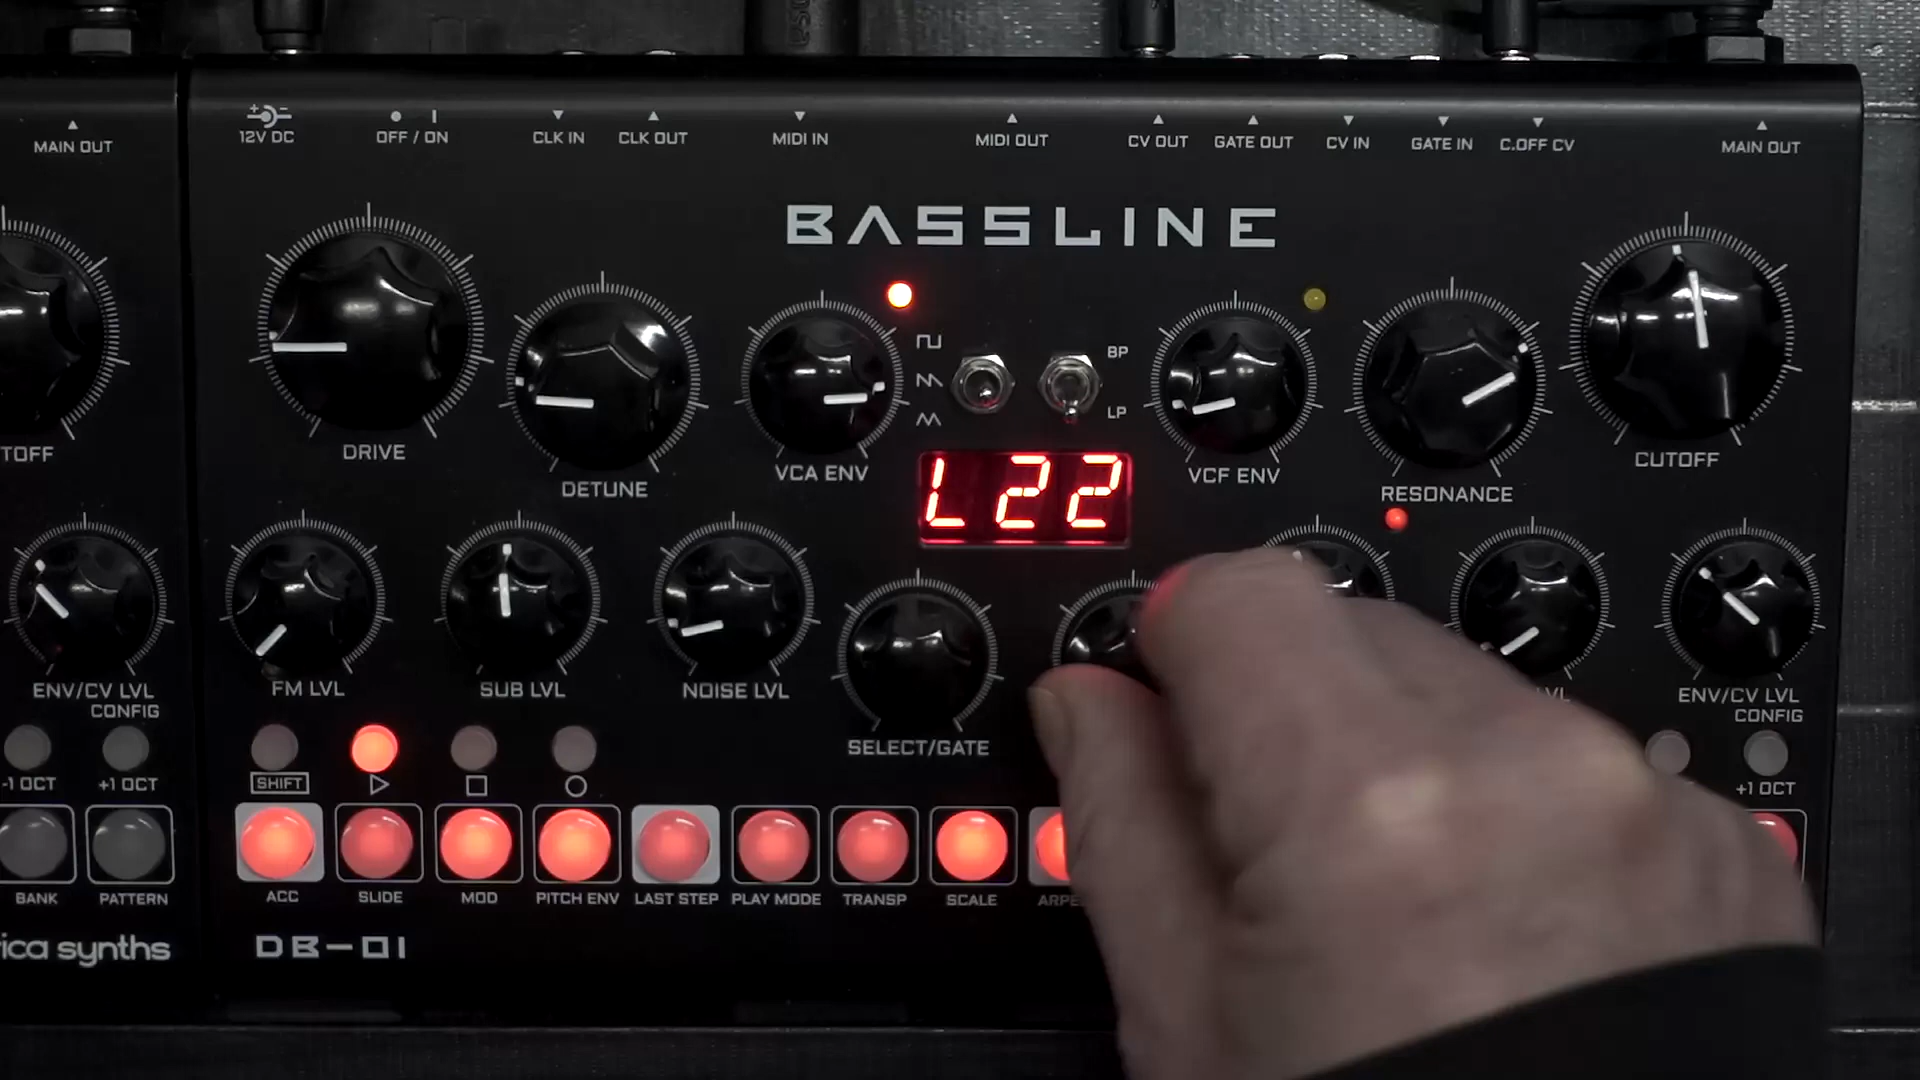 MAIN OUT
12V DC
OFF / ON
CLK IN
CLK OUT
MIDI IN
MIDI OUT
CV OUT
GATE OUT
CV IN
GATE IN
C.OFF CV
MAIN OUT
BASSLINE
BP
LP
TOFF
DRIVE
DETUNE
VCA ENV
L22
VCF ENV
RESONANCE
CUTOFF
ENV/CV LVL
CONFIG
FM LVL
SUB LVL
NOISE LVL
SELECT/GATE
LVL
ENV/CV LVL
CONFIG
-1 OCT
+1 OCT
SHIFT
+1 OCT
BANK
PATTERN
ACC
SLIDE
MOD
PITCH ENV
LAST STEP
PLAY MODE
TRANSP
SCALE
ARPE
rica synths
DB-01